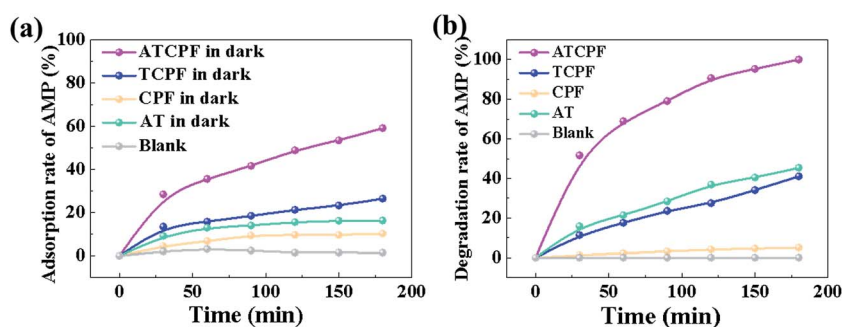 (a)
Adsorption rate of AMP (%)
100
80
60
40
20
0
ATCPF in dark
TCPF in dark
CPF in dark
AT in dark
Blank
0
50
100
150
200
Time (min)
(b)
Degradation rate of AMP (%)
100
80
60
40
20
0
ATCPF
TCPF
CPF
AT
Blank
0
50
100
150
200
Time (min)